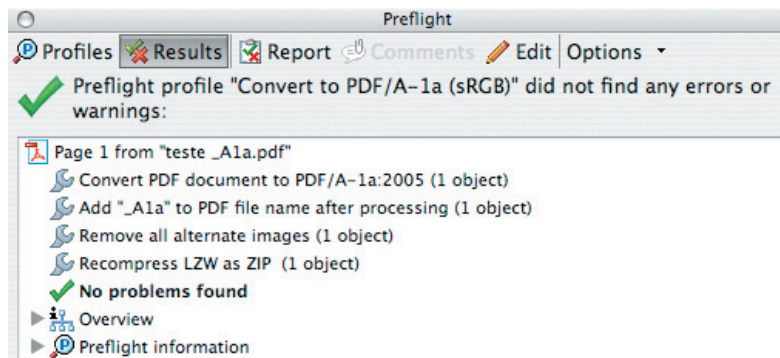 Preflight
Profiles Results Report Comments Edit Options
Preflight profile "Convert to PDF/A-1a (sRGB)" did not find any errors or
warnings:
Page 1 from "teste _A1a.pdf"
Convert PDF document to PDF/A-1a:2005 (1 object)
Add "_A1a" to PDF file name after processing (1 object)
Remove all alternate images (1 object)
Recompress LZW as ZIP (1 object)
No problems found
Overview
Preflight information